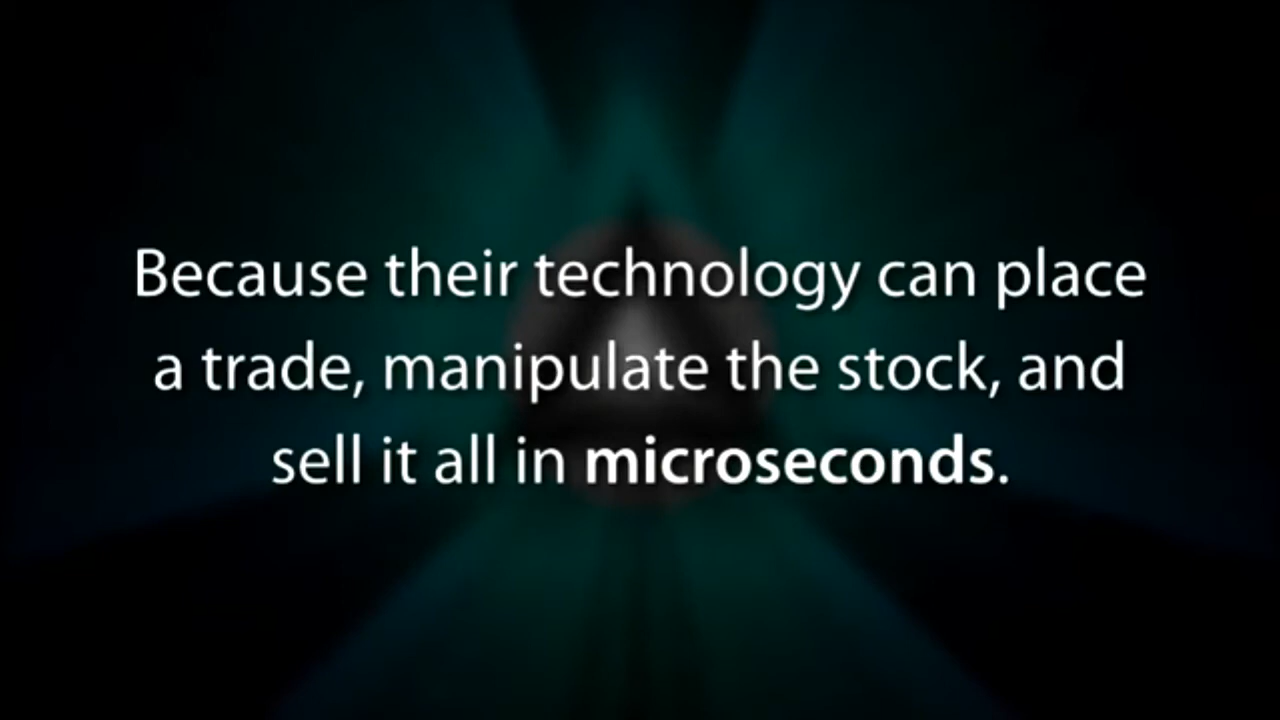 Because their technology can place
a trade, manipulate the stock, and
sell it all in microseconds.